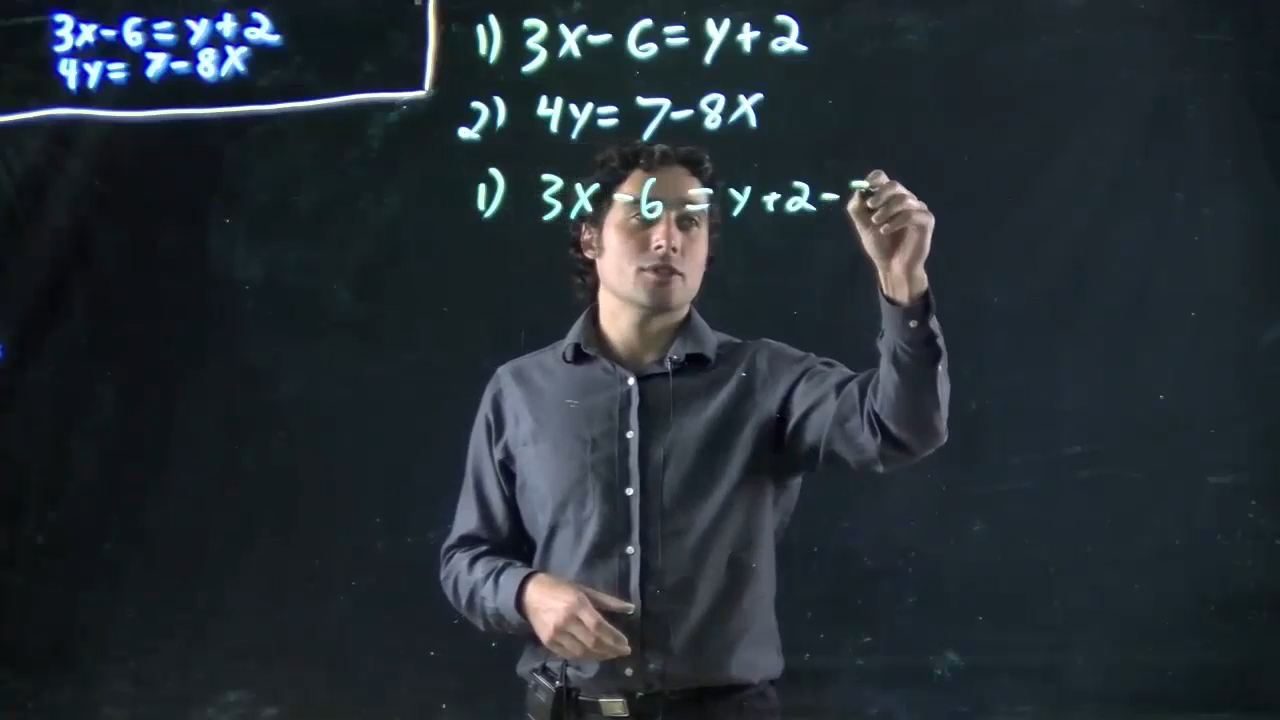 3x-6=y+2
4y=7-8x
1) 3x-6=y+2
2) 4y=7-8x
1) 3x-6=y+2-